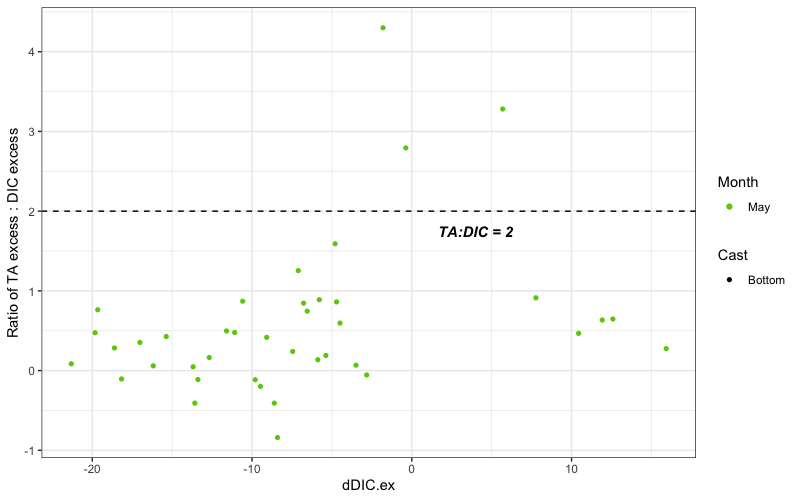 Ratio of TA excess : DIC excess
4
3
2
1
0
-1
TA:DIC = 2
-20
-10
0
10
dDIC.ex
Month
May
Cast
Bottom